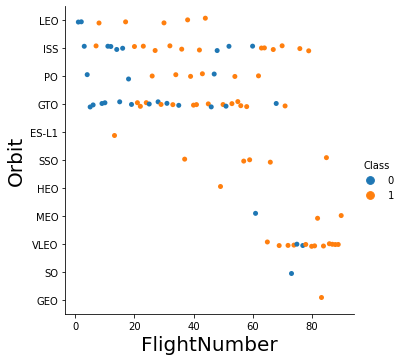 LEO
ISS
PO
GTO
ES-L1
SSO
HEO
MEO
VLEO
SO
GEO
Orbit
0 20 40 60 80
FlightNumber
Class
0
1